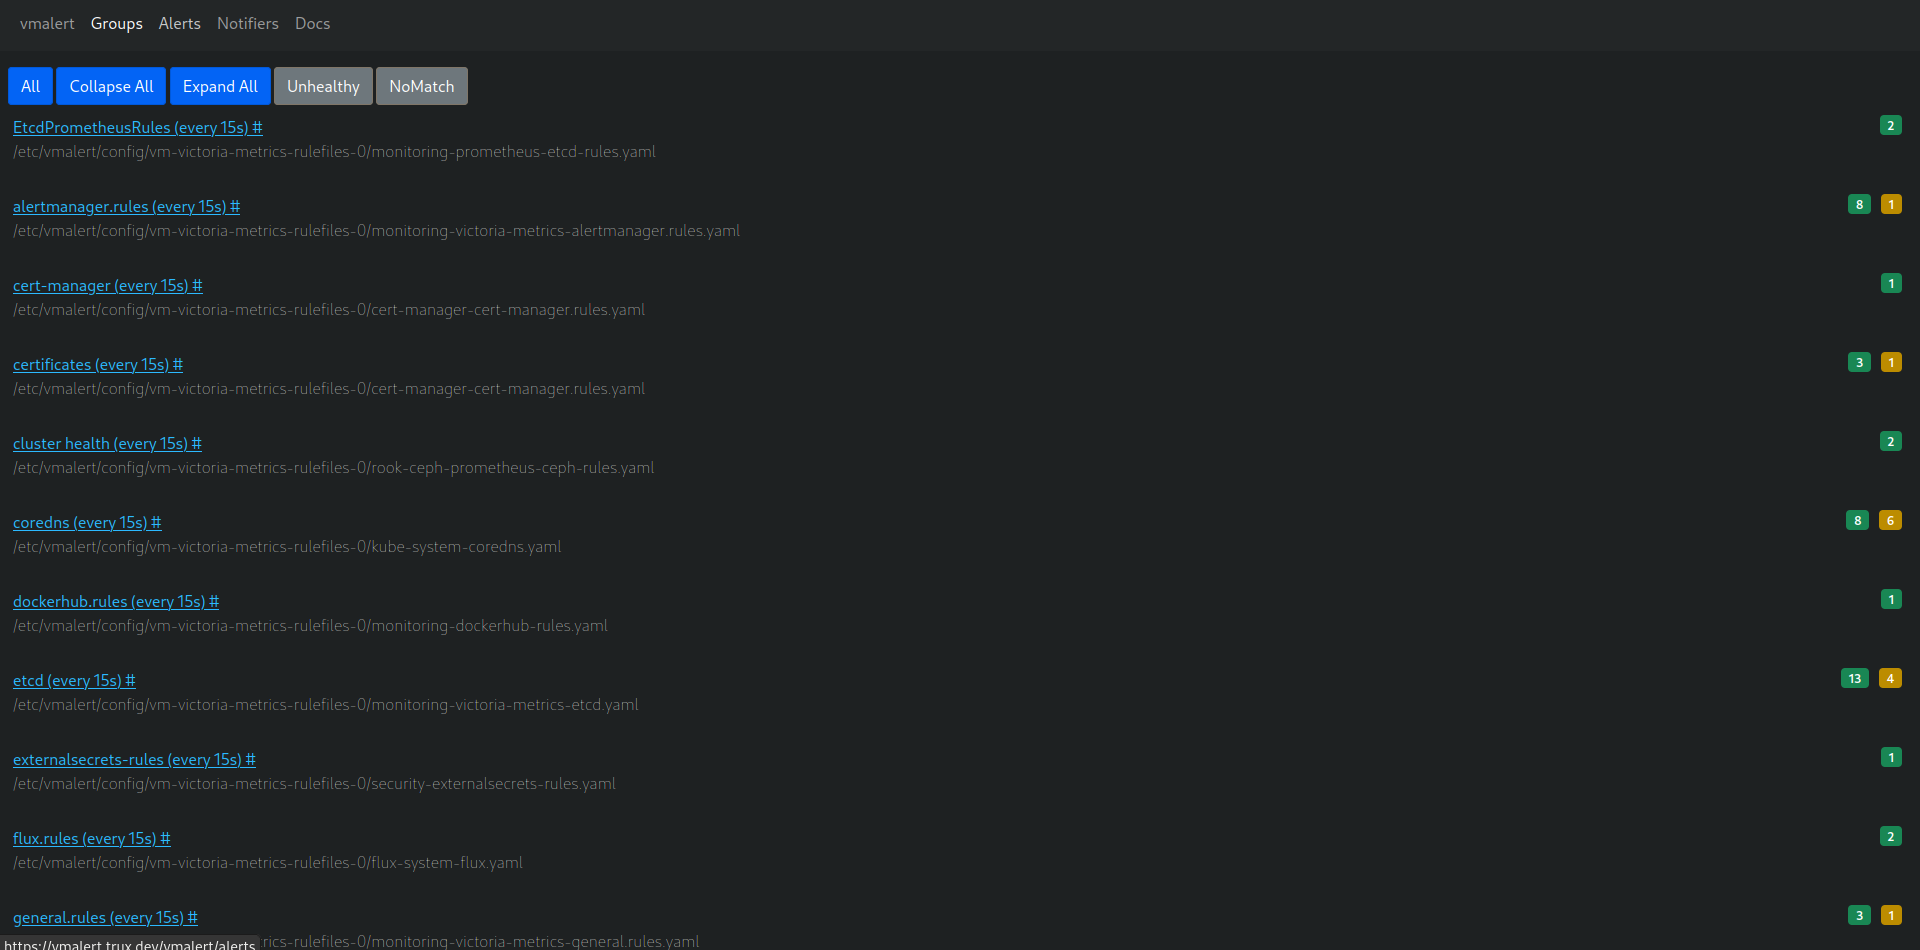 vmalert Groups Alerts Notifiers Docs
All Collapse All Expand All Unhealthy NoMatch
EtcdPrometheusRules (every 15s) # 2
/etc/vmalert/config/vm-victoria-metrics-rulefiles-0/monitoring-prometheus-etcd-rules.yaml
alertmanager.rules (every 15s) # 8 1
/etc/vmalert/config/vm-victoria-metrics-rulefiles-0/monitoring-victoria-metrics-alertmanager.rules.yaml
cert-manager (every 15s) # 1
/etc/vmalert/config/vm-victoria-metrics-rulefiles-0/cert-manager-cert-manager.rules.yaml
certificates (every 15s) # 3 1
/etc/vmalert/config/vm-victoria-metrics-rulefiles-0/cert-manager-cert-manager.rules.yaml
cluster health (every 15s) # 2
/etc/vmalert/config/vm-victoria-metrics-rulefiles-0/rook-ceph-prometheus-ceph-rules.yaml
coredns (every 15s) # 8 6
/etc/vmalert/config/vm-victoria-metrics-rulefiles-0/kube-system-coredns.yaml
dockerhub.rules (every 15s) # 1
/etc/vmalert/config/vm-victoria-metrics-rulefiles-0/monitoring-dockerhub-rules.yaml
etcd (every 15s) # 13 4
/etc/vmalert/config/vm-victoria-metrics-rulefiles-0/monitoring-victoria-metrics-etcd.yaml
externalsecrets-rules (every 15s) # 1
/etc/vmalert/config/vm-victoria-metrics-rulefiles-0/security-externalsecrets-rules.yaml
flux.rules (every 15s) # 2
/etc/vmalert/config/vm-victoria-metrics-rulefiles-0/flux-system-flux.yaml
general.rules (every 15s) # 3 1
https://vmalert.trux.dev/vmalert/alerts rics-rulefiles-0/monitoring-victoria-metrics-general.rules.yaml